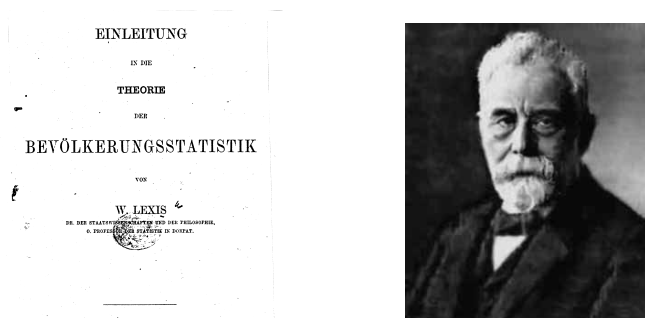 EINLEITUNG
IN DIE
THEORIE
DER
BEVÖLKERUNGSSTATISTIK
VON
W. LEXIS
DR. DER STAATSWISSENSCHAFTEN UND DER PHILOSOPHIE,
O. PROFESSOR DER STATISTIK IN DORPAT.